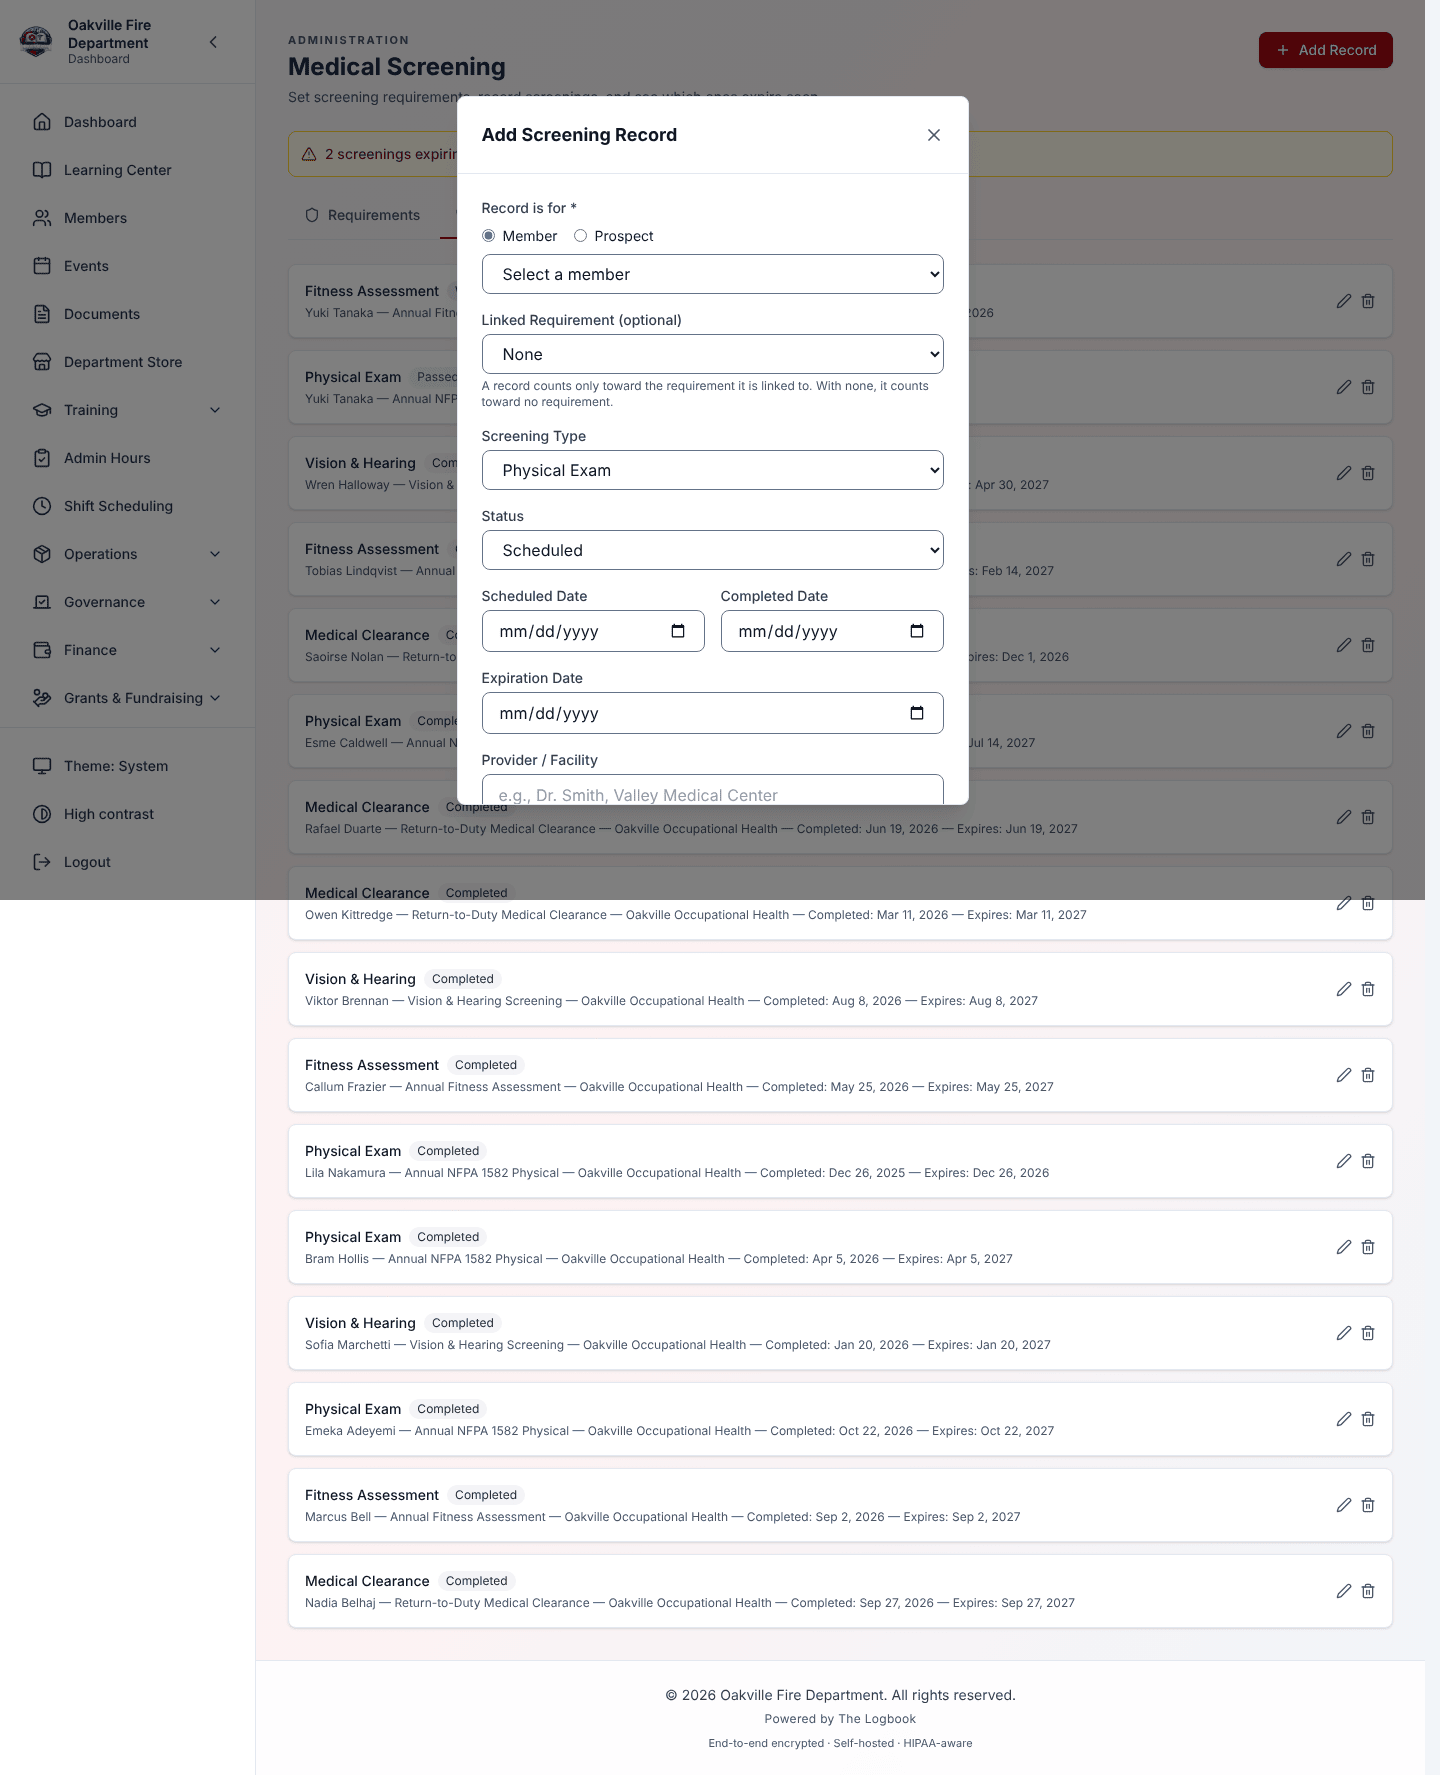 Oakville Fire
Department
Dashboard
Dashboard
Learning Center
Members
Events
Documents
Department Store
Training
Admin Hours
Shift Scheduling
Operations
Governance
Finance
Grants & Fundraising
Theme: System
High contrast
Logout
ADMINISTRATION
Medical Screening
Set screening requirements, record screenings, and see which ones expire soon
Add Record
2 screenings expirin
Requirements
Add Screening Record
Record is for *
Member Prospect
Select a member
Linked Requirement (optional)
None
A record counts only toward the requirement it is linked to. With none, it counts
toward no requirement.
Screening Type
Physical Exam
Status
Scheduled
Scheduled Date Completed Date
mm/dd/yyyy mm/dd/yyyy
Expiration Date
mm/dd/yyyy
Provider / Facility
e.g., Dr. Smith, Valley Medical Center
Fitness Assessment
Yuki Tanaka — Annual Fitn 2026
Physical Exam Passed
Yuki Tanaka — Annual NFP
Vision & Hearing Com
Wren Halloway — Vision & : Apr 30, 2027
Fitness Assessment
Tobias Lindqvist — Annual s: Feb 14, 2027
Medical Clearance Co
Saoirse Nolan — Return-to pires: Dec 1, 2026
Physical Exam Comple
Esme Caldwell — Annual N Jul 14, 2027
Medical Clearance Completed
Rafael Duarte — Return-to-Duty Medical Clearance — Oakville Occupational Health — Completed: Jun 19, 2026 — Expires: Jun 19, 2027
Medical Clearance Completed
Owen Kittredge — Return-to-Duty Medical Clearance — Oakville Occupational Health — Completed: Mar 11, 2026 — Expires: Mar 11, 2027
Vision & Hearing Completed
Viktor Brennan — Vision & Hearing Screening — Oakville Occupational Health — Completed: Aug 8, 2026 — Expires: Aug 8, 2027
Fitness Assessment Completed
Callum Frazier — Annual Fitness Assessment — Oakville Occupational Health — Completed: May 25, 2026 — Expires: May 25, 2027
Physical Exam Completed
Lila Nakamura — Annual NFPA 1582 Physical — Oakville Occupational Health — Completed: Dec 26, 2025 — Expires: Dec 26, 2026
Physical Exam Completed
Bram Hollis — Annual NFPA 1582 Physical — Oakville Occupational Health — Completed: Apr 5, 2026 — Expires: Apr 5, 2027
Vision & Hearing Completed
Sofia Marchetti — Vision & Hearing Screening — Oakville Occupational Health — Completed: Jan 20, 2026 — Expires: Jan 20, 2027
Physical Exam Completed
Emeka Adeyemi — Annual NFPA 1582 Physical — Oakville Occupational Health — Completed: Oct 22, 2026 — Expires: Oct 22, 2027
Fitness Assessment Completed
Marcus Bell — Annual Fitness Assessment — Oakville Occupational Health — Completed: Sep 2, 2026 — Expires: Sep 2, 2027
Medical Clearance Completed
Nadia Belhaj — Return-to-Duty Medical Clearance — Oakville Occupational Health — Completed: Sep 27, 2026 — Expires: Sep 27, 2027
© 2026 Oakville Fire Department. All rights reserved.
Powered by The Logbook
End-to-end encrypted · Self-hosted · HIPAA-aware